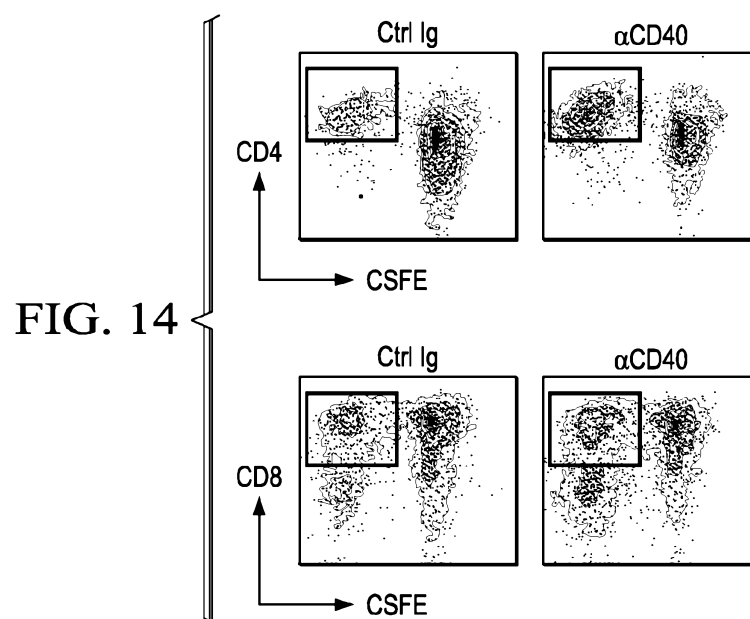 Ctrl Ig
αCD40
CD4
CSFE
FIG. 14
Ctrl Ig
αCD40
CD8
CSFE